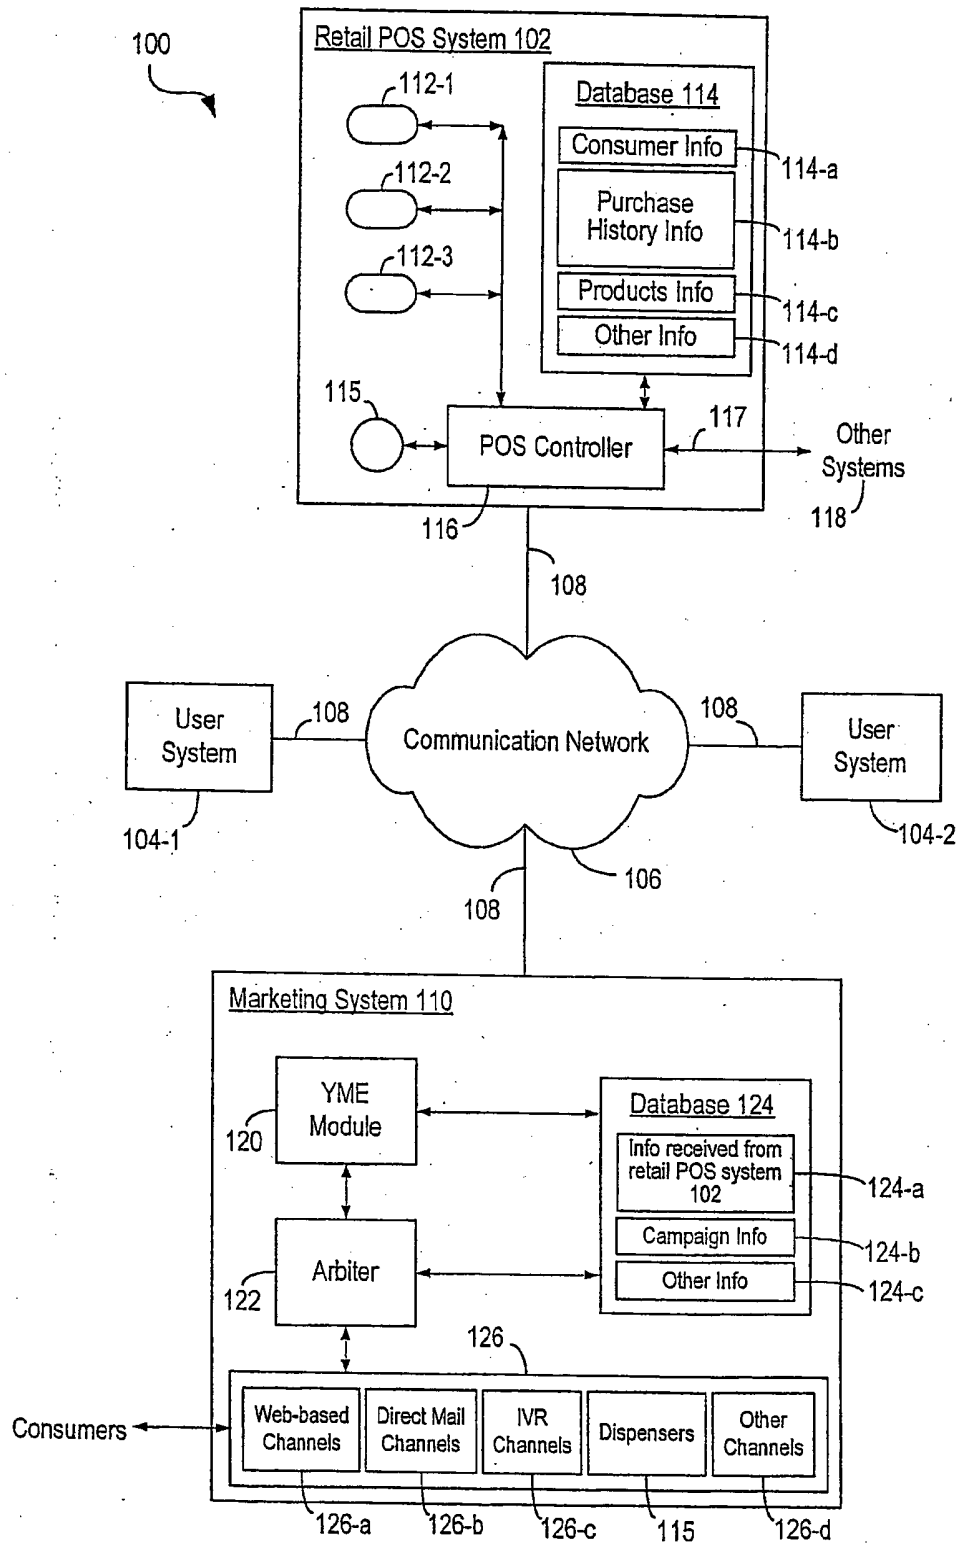 100
Retail POS System 102
112-1
112-2
112-3
Database 114
Consumer Info
114-a
Purchase
History Info
114-b
Products Info
114-c
Other Info
114-d
115
POS Controller
116
117
Other
Systems
118
108
User
System
104-1
108
Communication Network
106
108
User
System
104-2
108
Marketing System 110
YME
Module
120
Arbiter
122
Database 124
Info received from
retail POS system
102
124-a
Campaign Info
124-b
Other Info
124-c
126
Consumers
Web-based
Channels
126-a
Direct Mail
Channels
126-b
IVR
Channels
126-c
Dispensers
115
Other
Channels
126-d